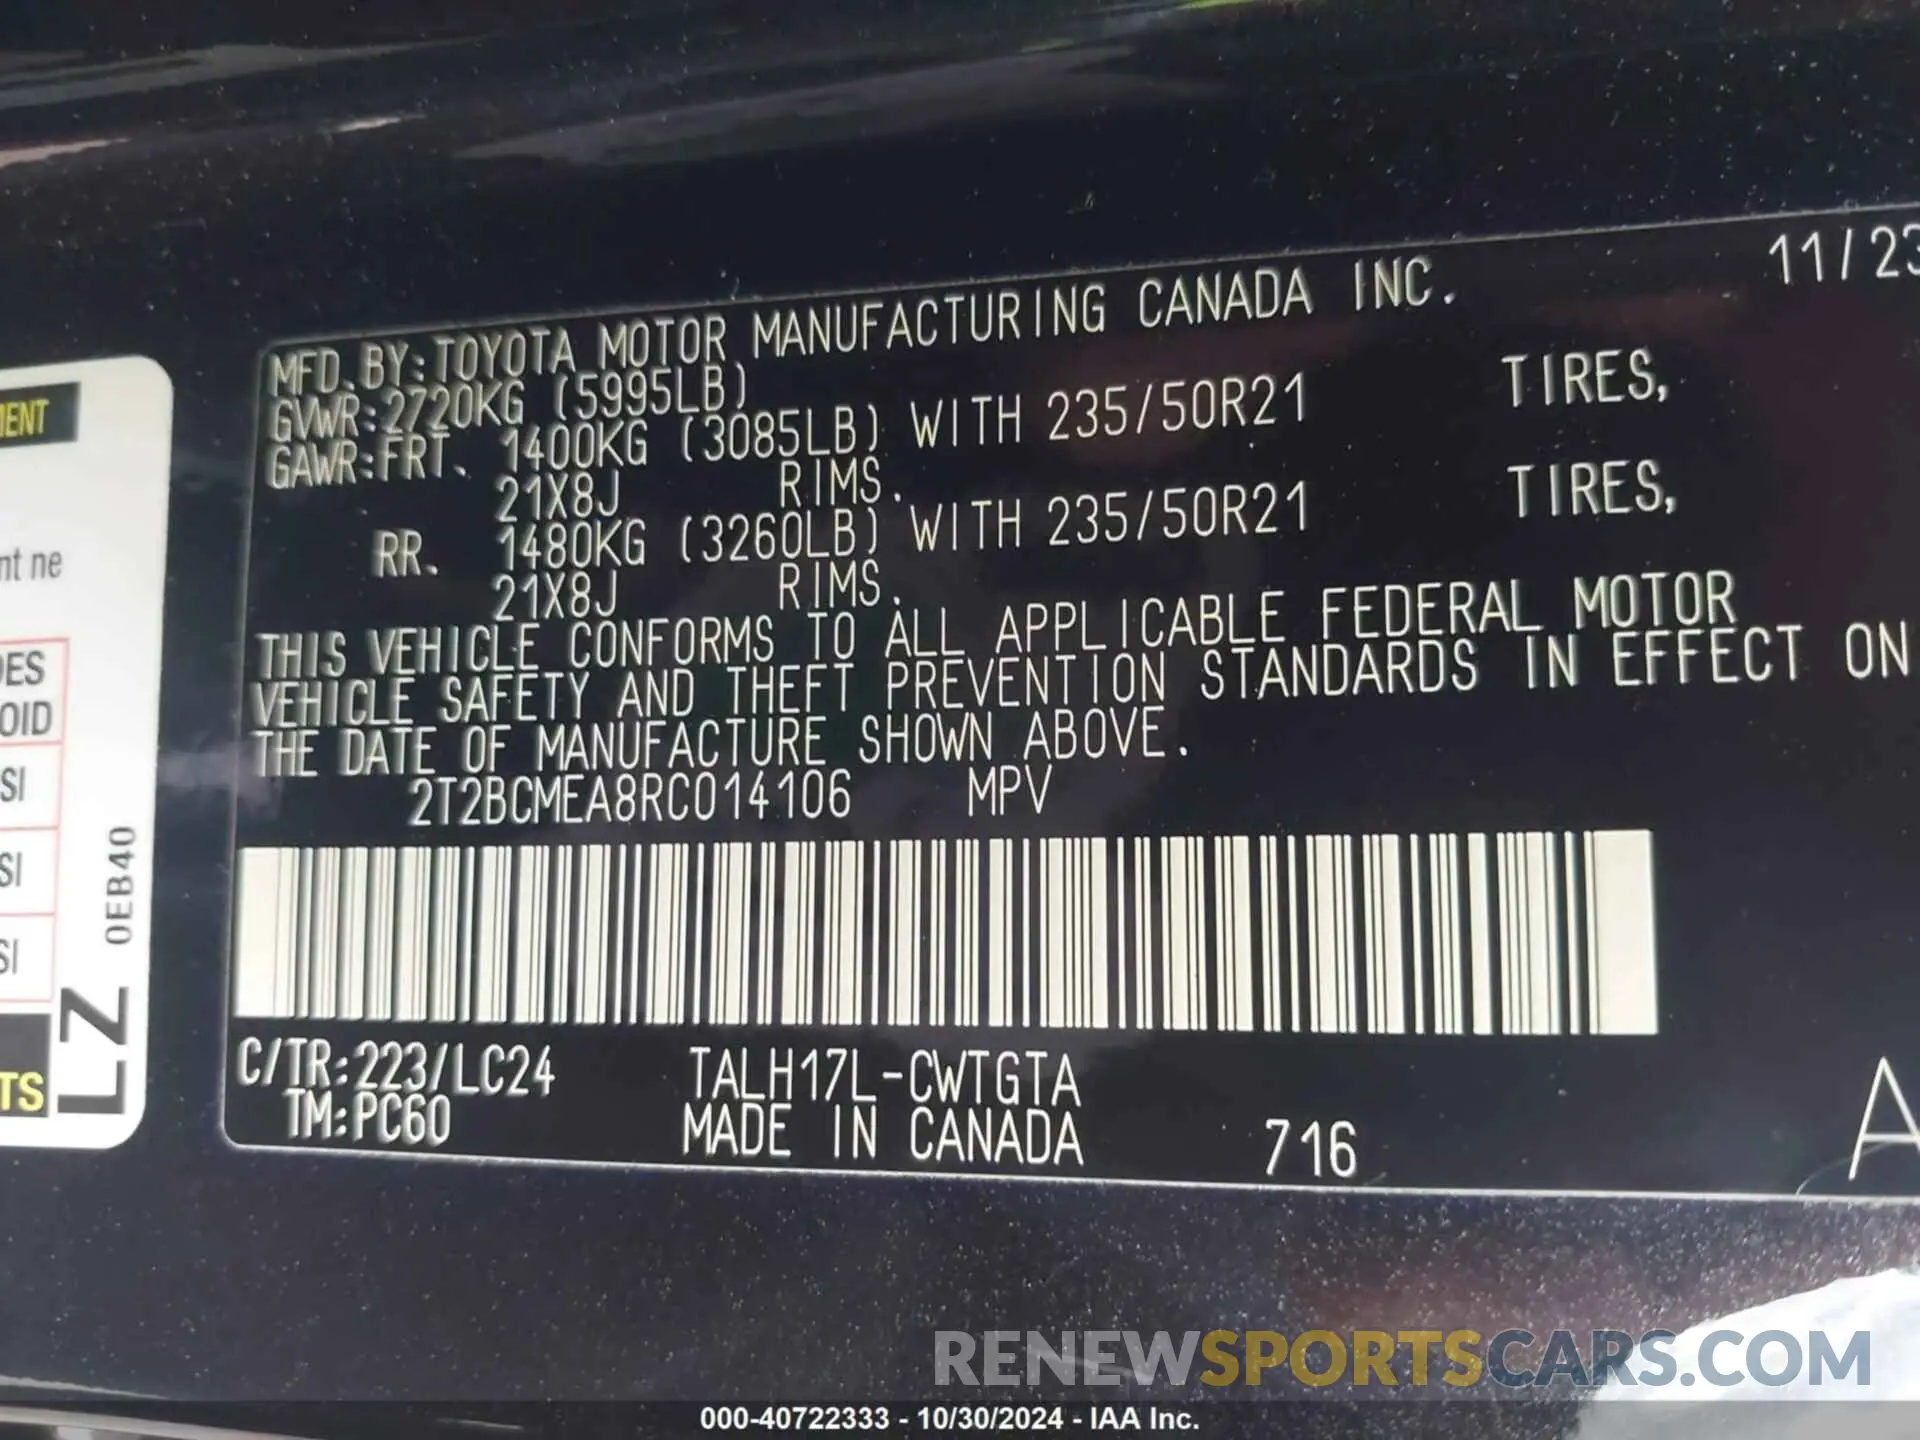 11/23
MFD.BY:TOYOTA MOTOR MANUFACTURING CANADA INC.
GVWR:2720KG (5995LB)
GAWR:FRT. 1400KG (3085LB) WITH 235/50R21 TIRES,
21X8J RIMS.
RR. 1480KG (3260LB) WITH 235/50R21 TIRES,
21X8J RIMS.
THIS VEHICLE CONFORMS TO ALL APPLICABLE FEDERAL MOTOR
VEHICLE SAFETY AND THEFT PREVENTION STANDARDS IN EFFECT ON
THE DATE OF MANUFACTURE SHOWN ABOVE.
2T2BCMEA8RC014106 MPV
C/TR:223/LC24 TALH17L-CWTGTA
TM:PC60 MADE IN CANADA 716
A
ne
SI
SI
SI
0EB40
LZ
RENEWSPORTSCARS.COM
000-40722333 - 10/30/2024 - IAA Inc.